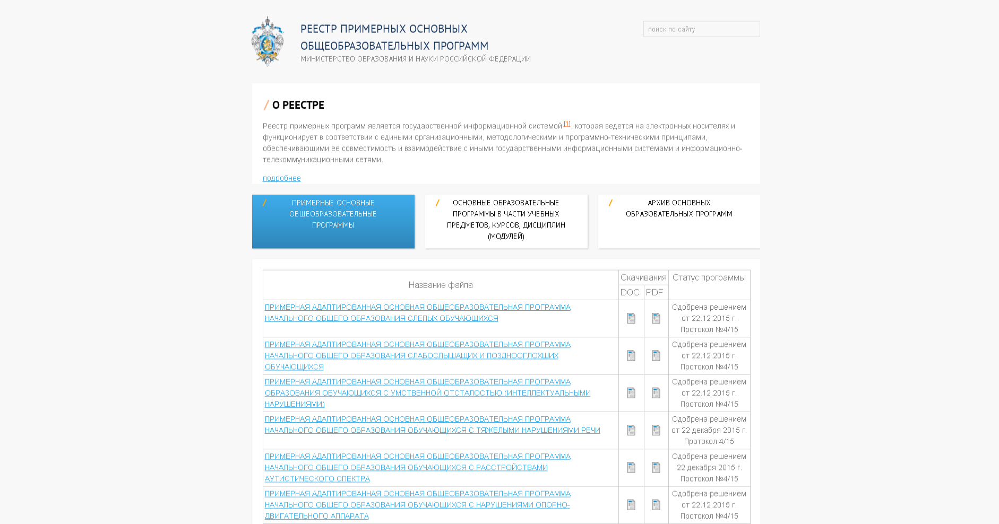 РЕЕСТР ПРИМЕРНЫХ ОСНОВНЫХ
ОБЩЕОБРАЗОВАТЕЛЬНЫХ ПРОГРАММ
МИНИСТЕРСТВО ОБРАЗОВАНИЯ И НАУКИ РОССИЙСКОЙ ФЕДЕРАЦИИ
поиск по сайту
/ О РЕЕСТРЕ
Реестр примерных программ является государственной информационной системой [1], которая ведется на электронных носителях и
функционирует в соответствии с едиными организационными, методологическими и программно-техническими принципами,
обеспечивающими ее совместимость и взаимодействие с иными государственными информационными системами и информационно-
телекоммуникационными сетями.
подробнее
/ ПРИМЕРНЫЕ ОСНОВНЫЕ
ОБЩЕОБРАЗОВАТЕЛЬНЫЕ
ПРОГРАММЫ
/ ОСНОВНЫЕ ОБРАЗОВАТЕЛЬНЫЕ
ПРОГРАММЫ В ЧАСТИ УЧЕБНЫХ
ПРЕДМЕТОВ, КУРСОВ, ДИСЦИПЛИН
(МОДУЛЕЙ)
/ АРХИВ ОСНОВНЫХ
ОБРАЗОВАТЕЛЬНЫХ ПРОГРАММ
Название файла
Скачивания
Статус программы
DOC
PDF
ПРИМЕРНАЯ АДАПТИРОВАННАЯ ОСНОВНАЯ ОБЩЕОБРАЗОВАТЕЛЬНАЯ ПРОГРАММА
НАЧАЛЬНОГО ОБЩЕГО ОБРАЗОВАНИЯ СЛЕПЫХ ОБУЧАЮЩИХСЯ
Одобрена решением
от 22.12.2015 г.
Протокол №4/15
ПРИМЕРНАЯ АДАПТИРОВАННАЯ ОСНОВНАЯ ОБЩЕОБРАЗОВАТЕЛЬНАЯ ПРОГРАММА
НАЧАЛЬНОГО ОБЩЕГО ОБРАЗОВАНИЯ СЛАБОСЛЫШАЩИХ И ПОЗДНООГЛОХШИХ
ОБУЧАЮЩИХСЯ
Одобрена решением
от 22.12.2015 г.
Протокол №4/15
ПРИМЕРНАЯ АДАПТИРОВАННАЯ ОСНОВНАЯ ОБЩЕОБРАЗОВАТЕЛЬНАЯ ПРОГРАММА
ОБРАЗОВАНИЯ ОБУЧАЮЩИХСЯ С УМСТВЕННОЙ ОТСТАЛОСТЬЮ (ИНТЕЛЛЕКТУАЛЬНЫМИ
НАРУШЕНИЯМИ)
Одобрена решением
от 22.12.2015 г.
Протокол №4/15
ПРИМЕРНАЯ АДАПТИРОВАННАЯ ОСНОВНАЯ ОБЩЕОБРАЗОВАТЕЛЬНАЯ ПРОГРАММА
НАЧАЛЬНОГО ОБЩЕГО ОБРАЗОВАНИЯ ОБУЧАЮЩИХСЯ С ТЯЖЕЛЫМИ НАРУШЕНИЯМИ РЕЧИ
Одобрена решением
от 22 декабря 2015 г.
Протокол 4/15
ПРИМЕРНАЯ АДАПТИРОВАННАЯ ОСНОВНАЯ ОБЩЕОБРАЗОВАТЕЛЬНАЯ ПРОГРАММА
НАЧАЛЬНОГО ОБЩЕГО ОБРАЗОВАНИЯ ОБУЧАЮЩИХСЯ С РАССТРОЙСТВАМИ
АУТИСТИЧЕСКОГО СПЕКТРА
Одобрена решением
22 декабря 2015 г.
Протокол №4/15
ПРИМЕРНАЯ АДАПТИРОВАННАЯ ОСНОВНАЯ ОБЩЕОБРАЗОВАТЕЛЬНАЯ ПРОГРАММА
НАЧАЛЬНОГО ОБЩЕГО ОБРАЗОВАНИЯ ОБУЧАЮЩИХСЯ С НАРУШЕНИЯМИ ОПОРНО-
ДВИГАТЕЛЬНОГО АППАРАТА
Одобрена решением
от 22.12.2015 г.
Протокол №4/15